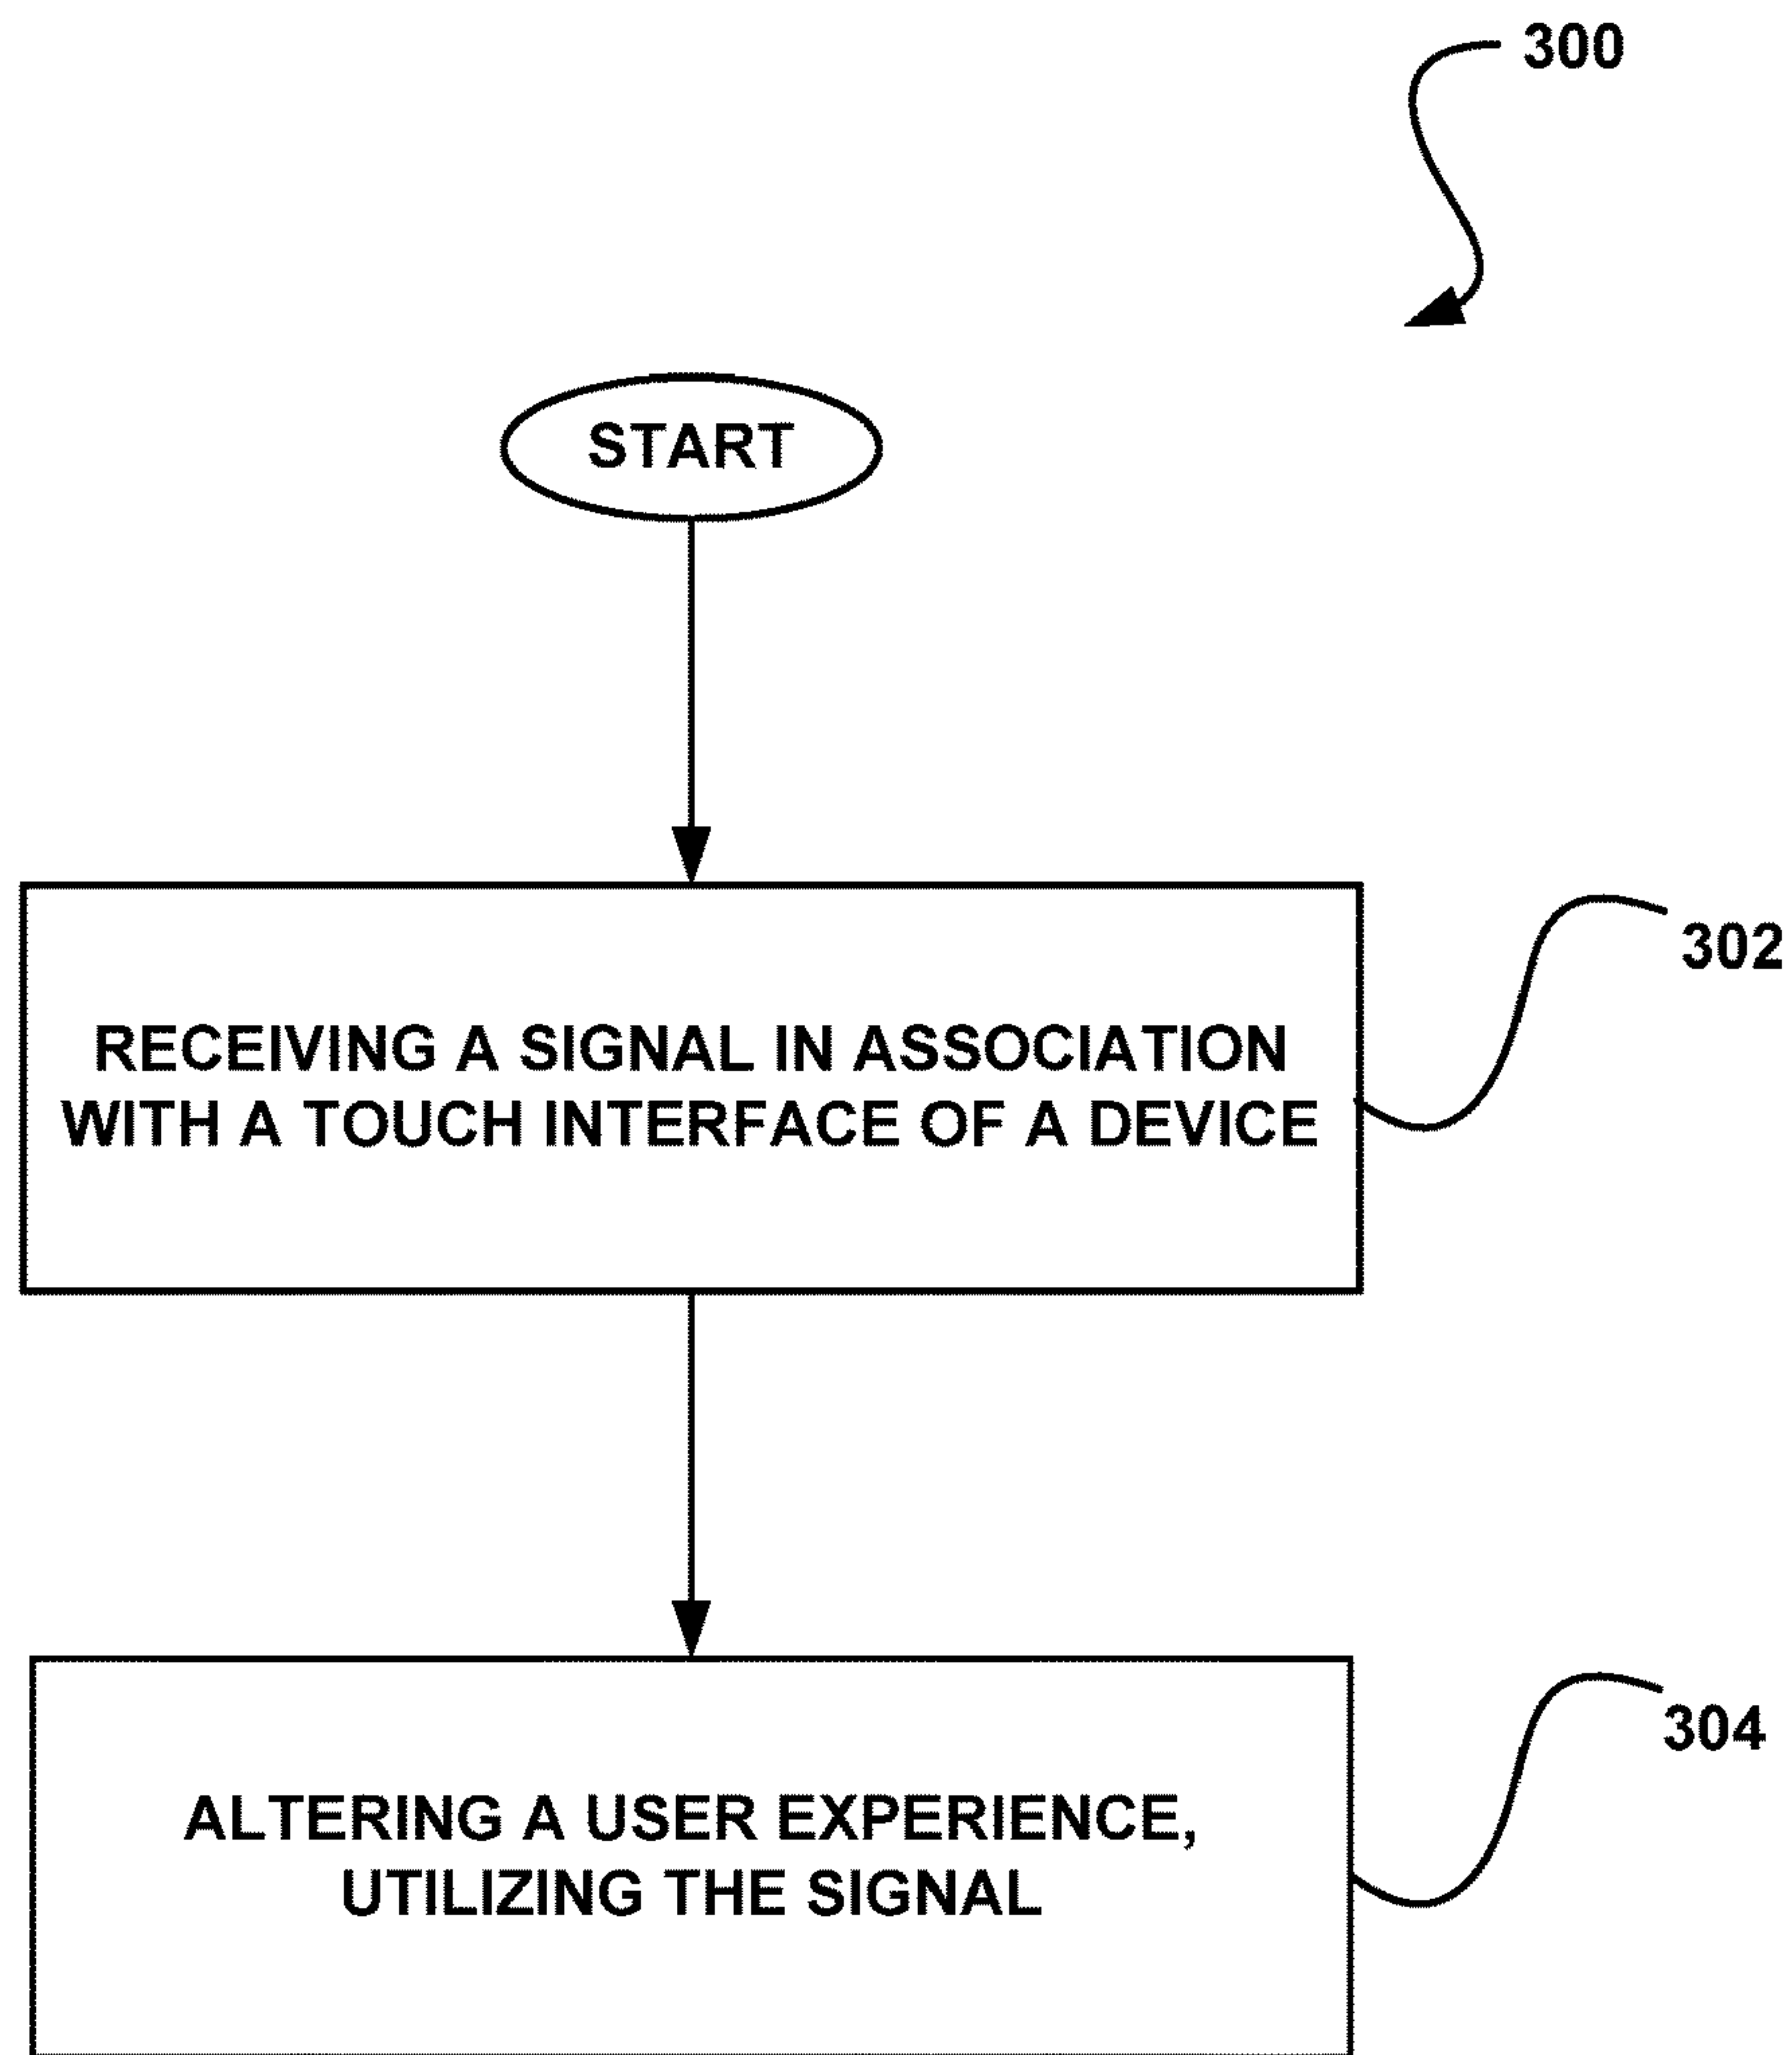 300
START
302
RECEIVING A SIGNAL IN ASSOCIATION
WITH A TOUCH INTERFACE OF A DEVICE
304
ALTERING A USER EXPERIENCE,
UTILIZING THE SIGNAL